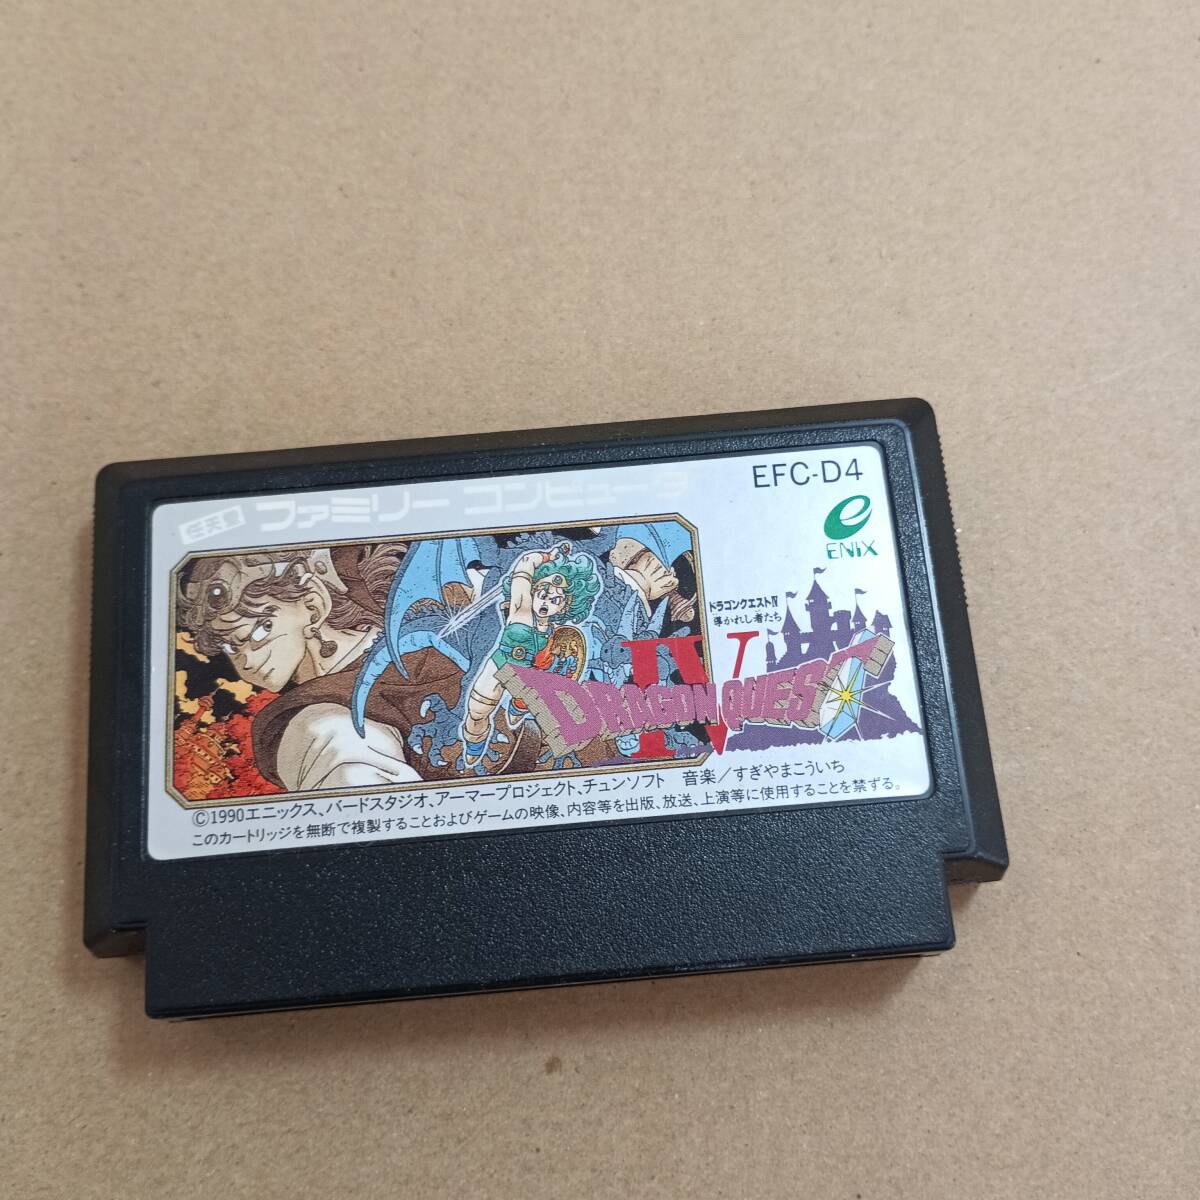 任天堂 ファミリー コンピュータ
EFC-D4
ENIX
ドラゴンクエストIV
導かれし者たち
IV
DRAGON QUEST
©1990エニックス、バードスタジオ、アーマープロジェクト、チュンソフト 音楽/すぎやまこういち
このカートリッジを無断で複製することおよびゲームの映像、内容等を出版、放送、上演等に使用することを禁ずる。